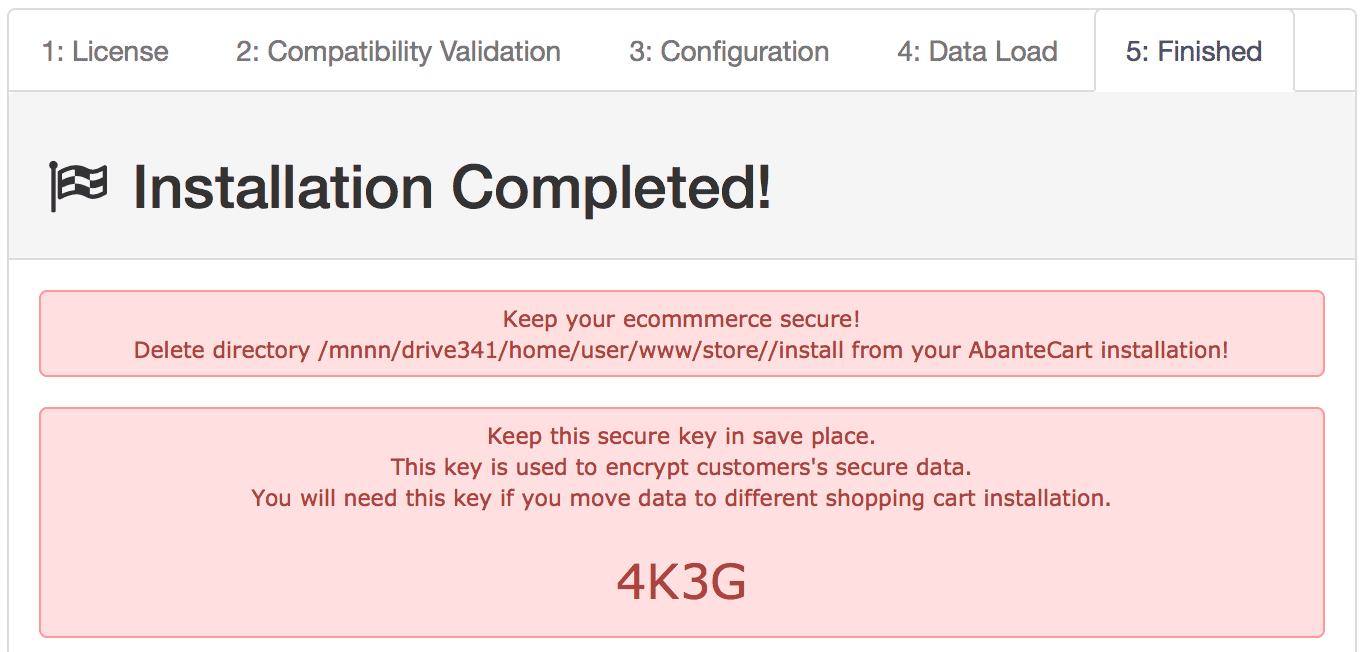 1: License
2: Compatibility Validation
3: Configuration
4: Data Load
5: Finished
Installation Completed!
Keep your ecommmerce secure!
Delete directory /mnnn/drive341/home/user/www/store//install from your AbanteCart installation!
Keep this secure key in save place.
This key is used to encrypt customers's secure data.
You will need this key if you move data to different shopping cart installation.
4K3G